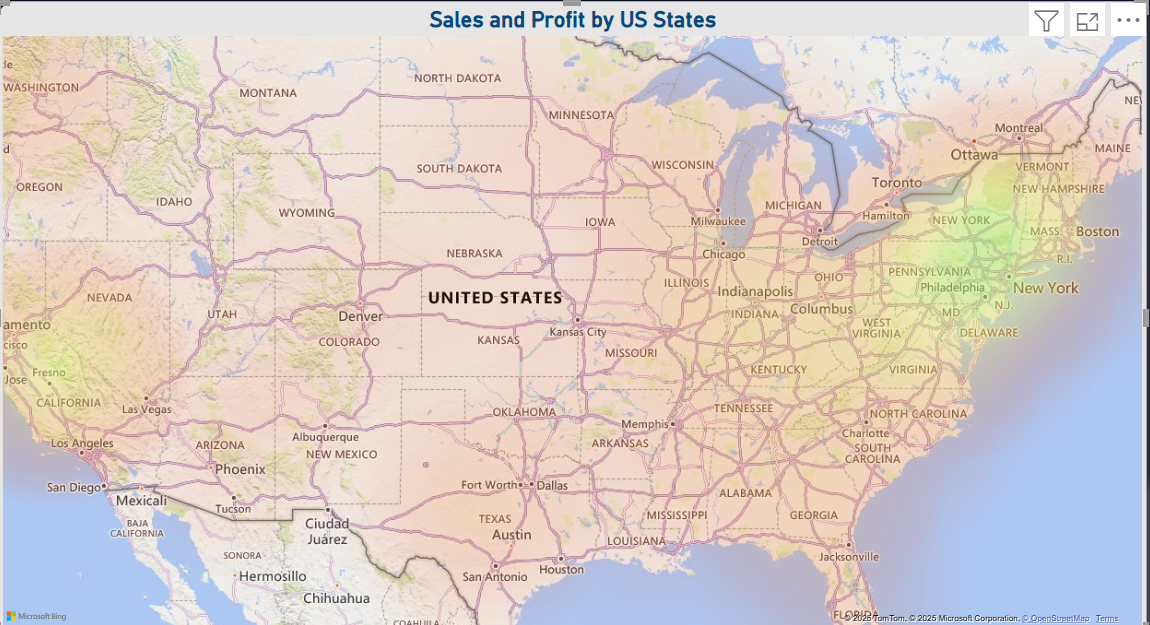 Sales and Profit by US States
WASHINGTON
MONTANA
NORTH DAKOTA
MINNESOTA
Montreal
Ottawa
MAINE
OREGON
IDAHO
WYOMING
SOUTH DAKOTA
WISCONSIN
Toronto
VERMONT
NEW HAMPSHIRE
IOWA
Milwaukee
MICHIGAN
Hamilton
NEW YORK
MASS.
Boston
Detroit
NEBRASKA
Chicago
R.I.
NEVADA
UTAH
UNITED STATES
ILLINOIS
Indianapolis
OHIO
PENNSYLVANIA
Philadelphia
New York
N.J.
Denver
COLORADO
KANSAS
Kansas City
INDIANA
Columbus
MD.
amento
cisco
Jose
MISSOURI
WEST
VIRGINIA
DELAWARE
Fresno
CALIFORNIA
Las Vegas
KENTUCKY
VIRGINIA
OKLAHOMA
Memphis
TENNESSEE
NORTH CAROLINA
Los Angeles
ARIZONA
Albuquerque
NEW MEXICO
ARKANSAS
Charlotte
SOUTH
CAROLINA
Phoenix
San Diego
Mexicali
Tucson
Fort Worth
Dallas
ALABAMA
BAJA
CALIFORNIA
Ciudad
Juárez
TEXAS
Austin
MISSISSIPPI
GEORGIA
SONORA
LOUISIANA
Jacksonville
Hermosillo
San Antonio
Houston
Chihuahua
COAHUILA
FLORIDA
Microsoft Bing
© 2025 TomTom, © 2025 Microsoft Corporation, © OpenStreetMap Terms